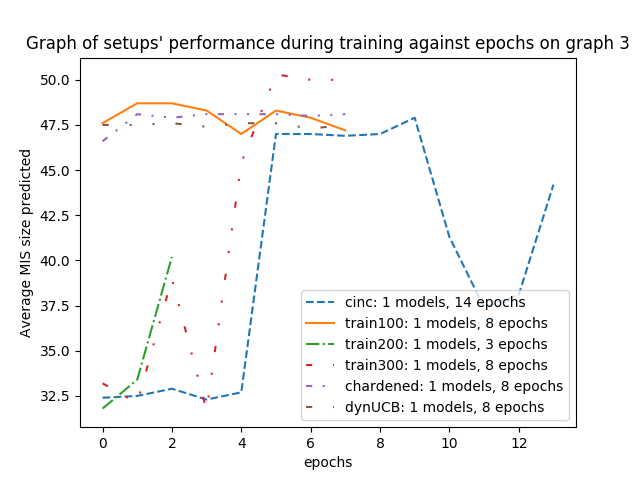 Graph of setups' performance during training against epochs on graph 3
Average MIS size predicted
50.0
47.5
45.0
42.5
40.0
37.5
35.0
32.5
cinc: 1 models, 14 epochs
train100: 1 models, 8 epochs
train200: 1 models, 3 epochs
train300: 1 models, 8 epochs
chardened: 1 models, 8 epochs
dynUCB: 1 models, 8 epochs
0 2 4 6 8 10 12
epochs